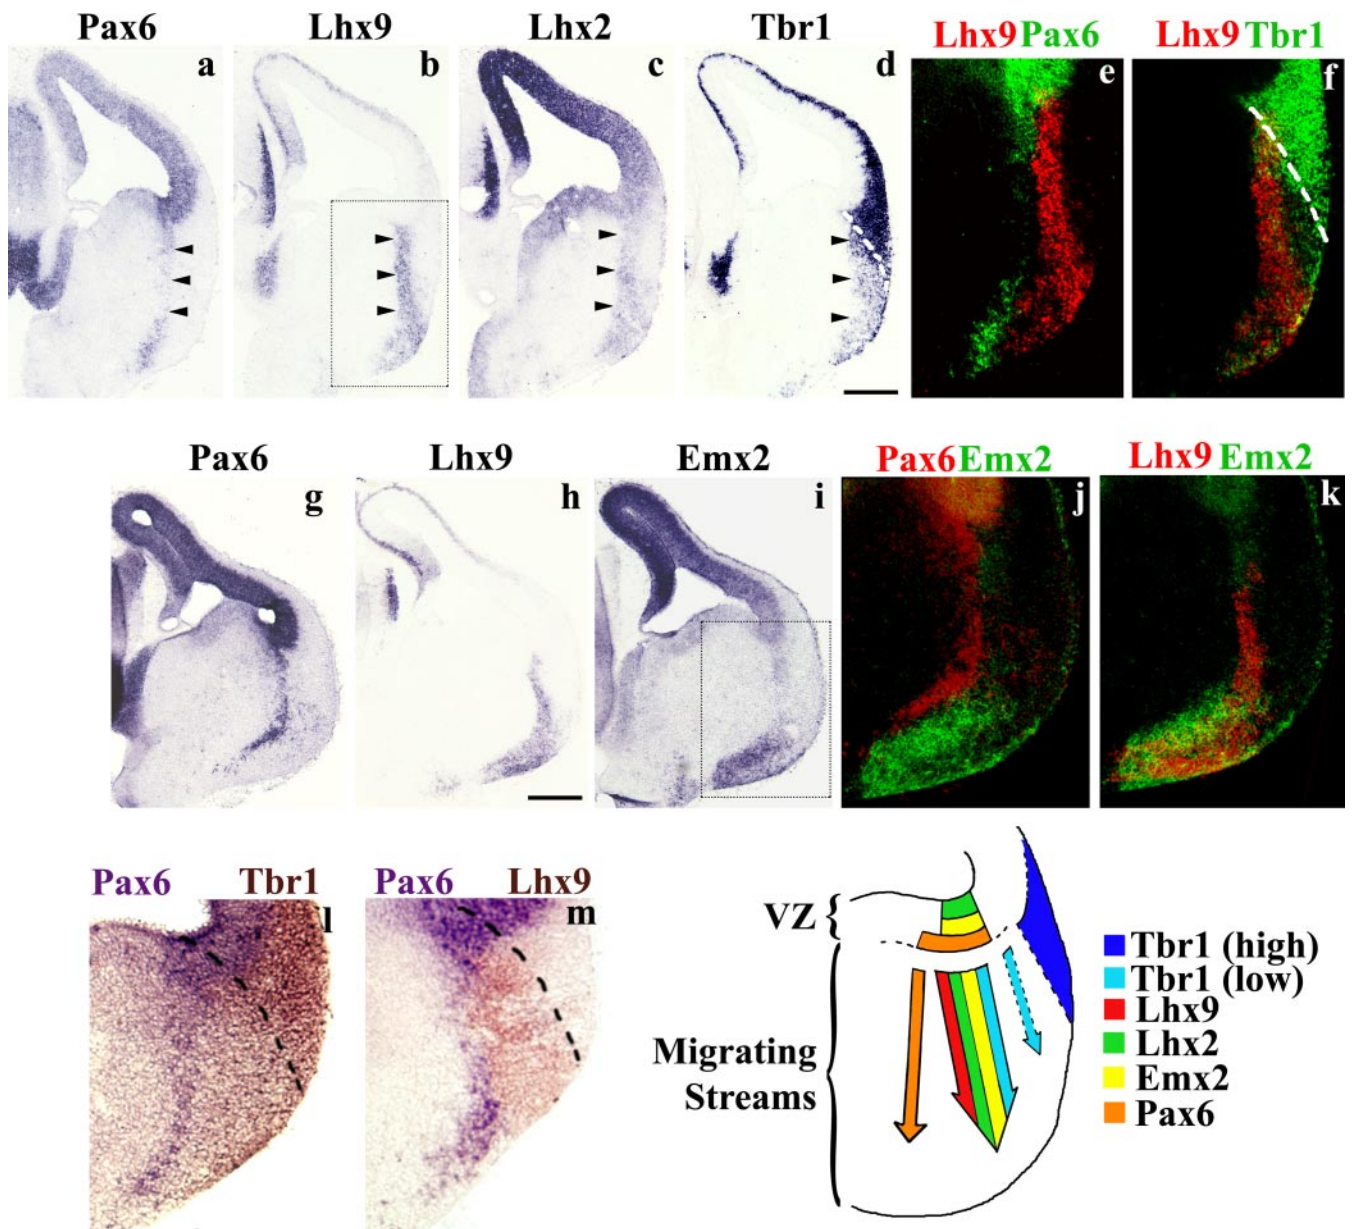 Pax6 Lhx9 Lhx2 Tbr1 Lhx9 Pax6 Lhx9 Tbr1
a b c d e f
Pax6 Lhx9 Emx2 Pax6 Emx2 Lhx9 Emx2
g h i j k
Pax6 Tbr1 Pax6 Lhx9
l m
VZ
Migrating
Streams
Tbr1 (high)
Tbr1 (low)
Lhx9
Lhx2
Emx2
Pax6